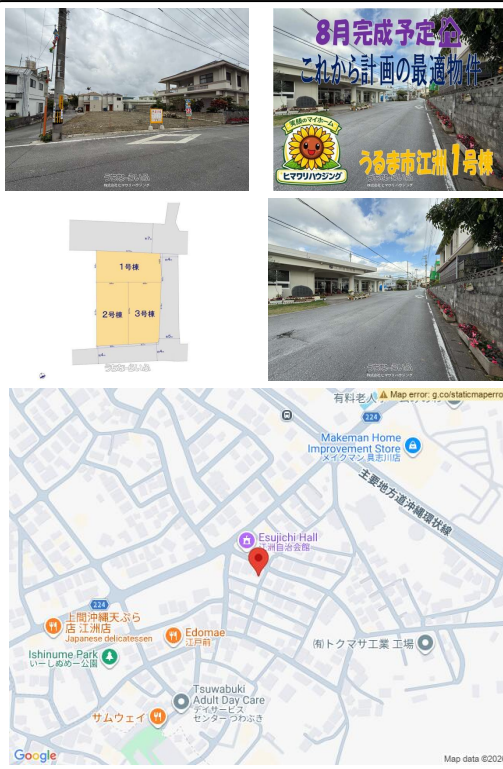 8月完成予定
これから計画の最適物件
笑顔のマイホーム
ヒマワリハウジング
うるま市江洲1号棟
1号棟
2号棟
3号棟
Map error: g.co/staticmaperro
有料老人
224
Makeman Home
Improvement Store
メイクマン 具志川店
主要地方道沖縄環状線
Esujichi Hall
江洲自治会館
224
上間沖縄天ぷら
店 江洲店
Japanese delicatessen
Edomae
江戸前
㈲トクマサ工業 工場
Ishinume Park
いーしぬめー公園
Tsuwabuki
Adult Day Care
デイサービス
センター つわぶき
サムウェイ
Google
Map data ©202